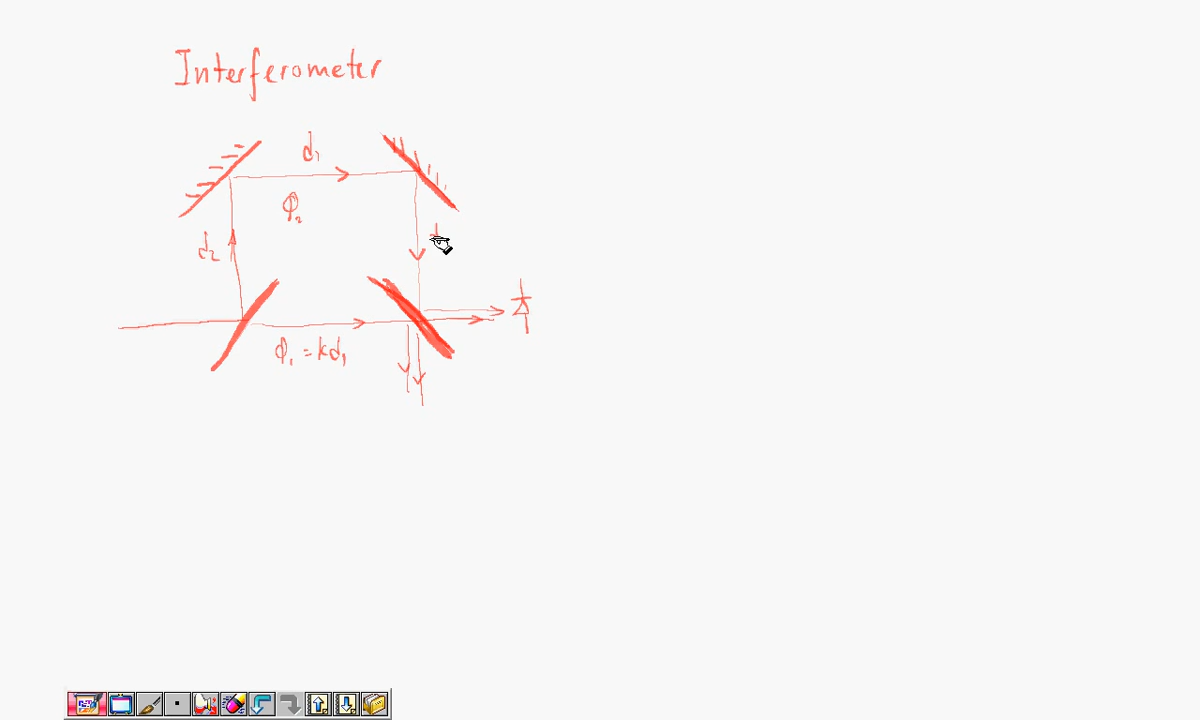 Interferometer
d₁
Φ₂
d₂
Φ₁ = kd₁